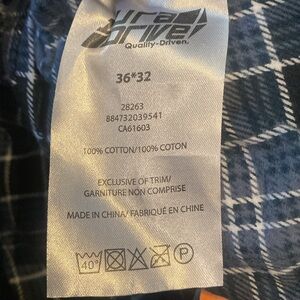 Dura
Drive
Quality-Driven.
36*32
28263
884732039541
CA61603
100% COTTON/100% COTON
EXCLUSIVE OF TRIM/
GARNITURE NON COMPRISE
MADE IN CHINA/ FABRIQUÉ EN CHINE
40°
P